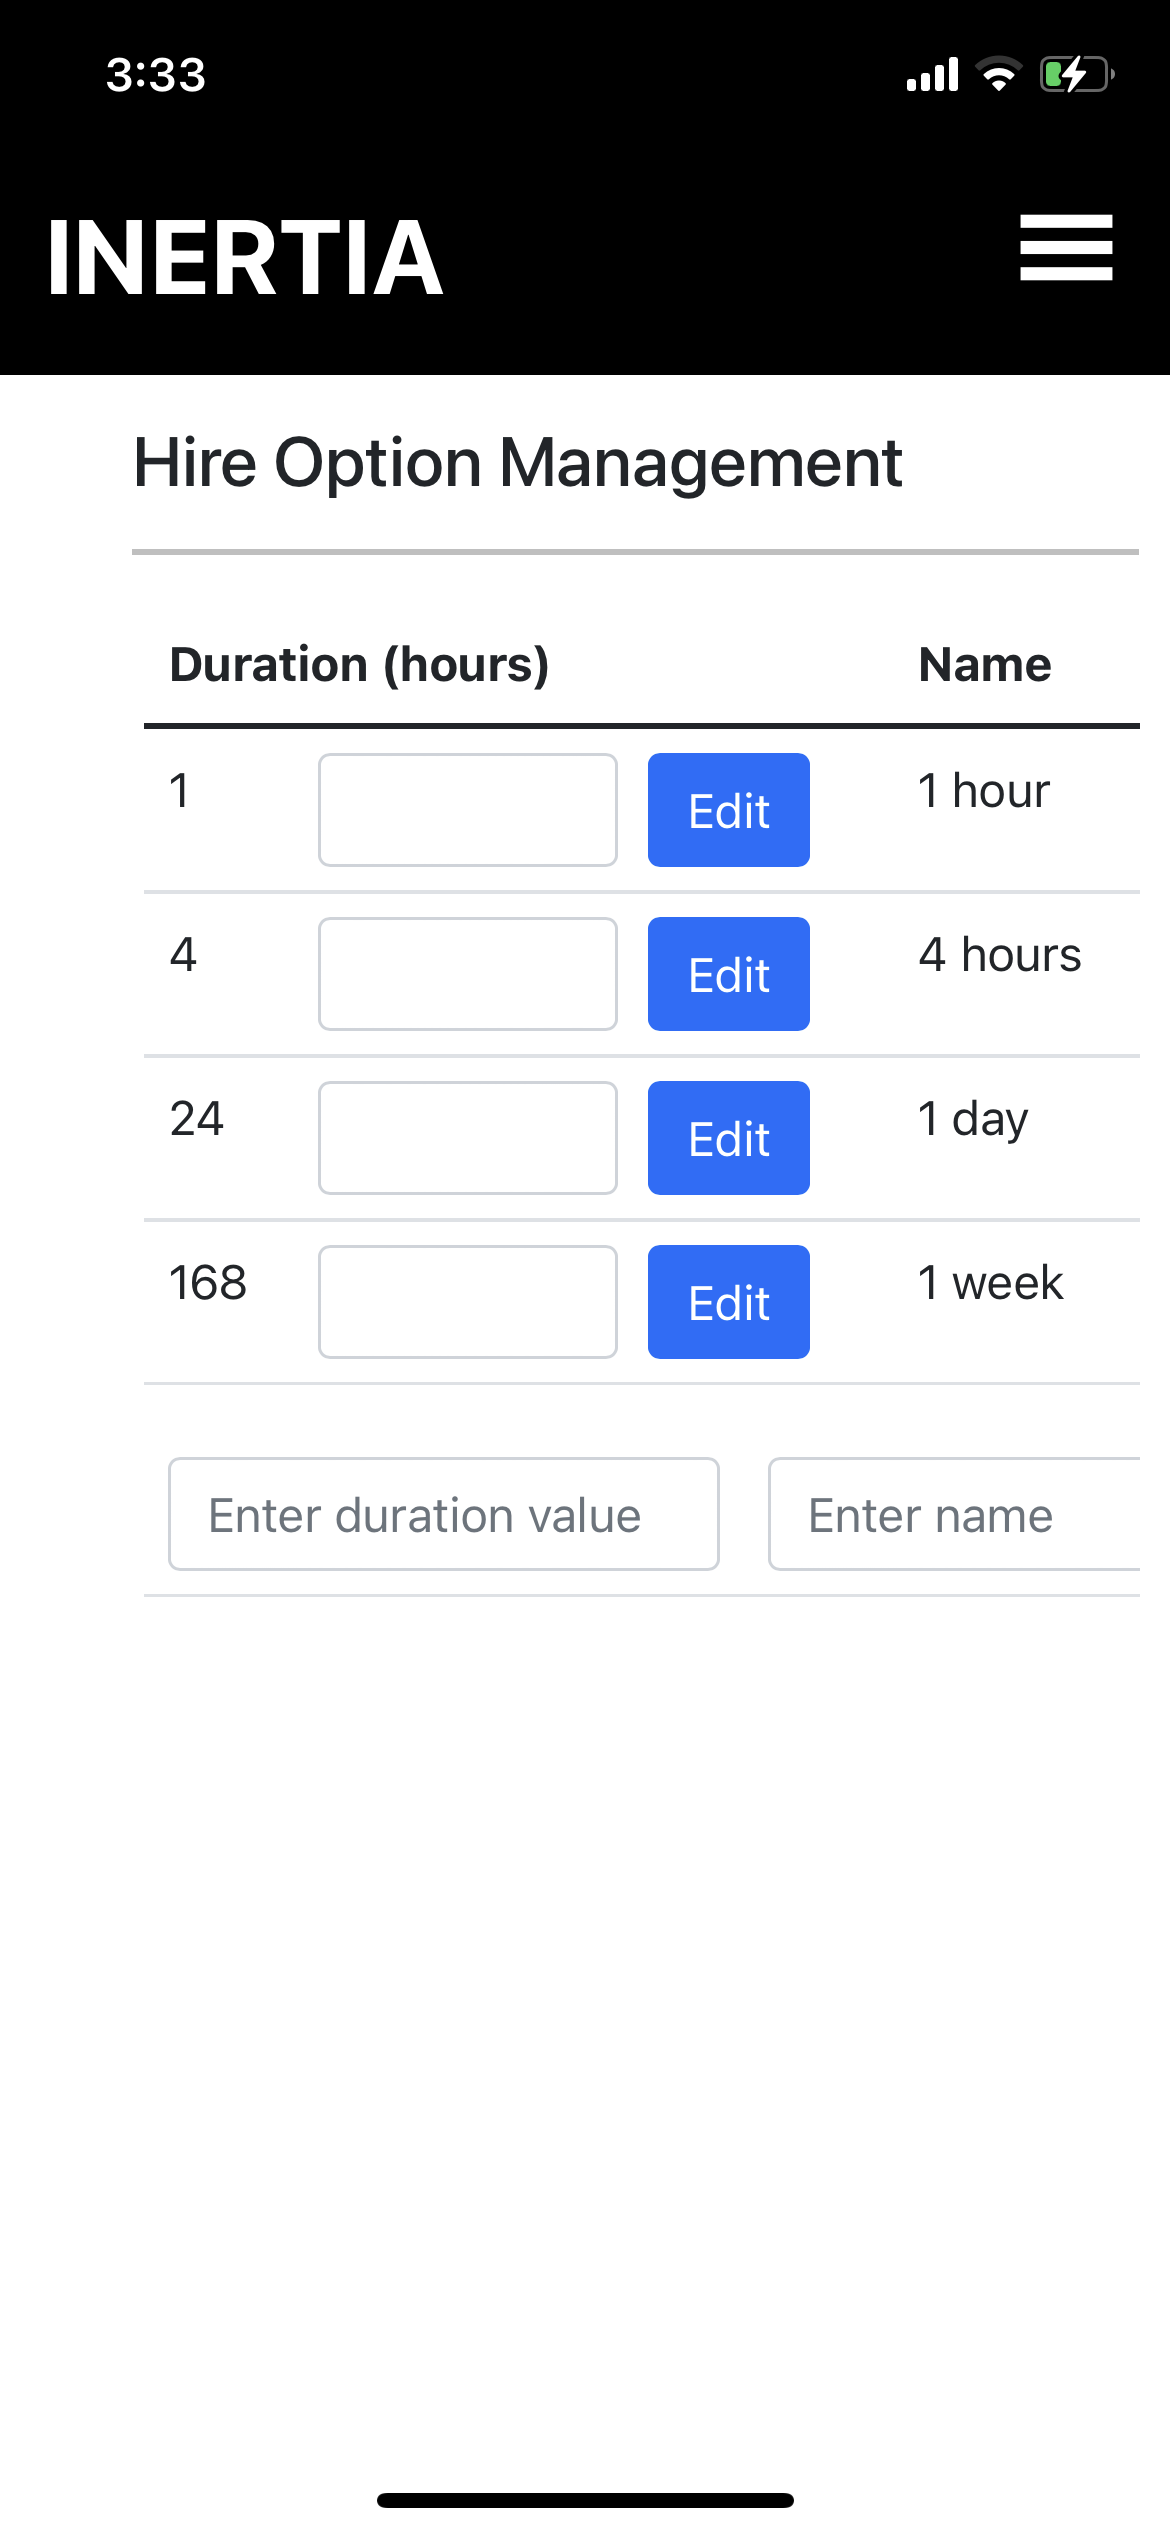 3:33
INERTIA
Hire Option Management
Duration (hours) Name
1 Edit 1 hour
4 Edit 4 hours
24 Edit 1 day
168 Edit 1 week
Enter duration value Enter name